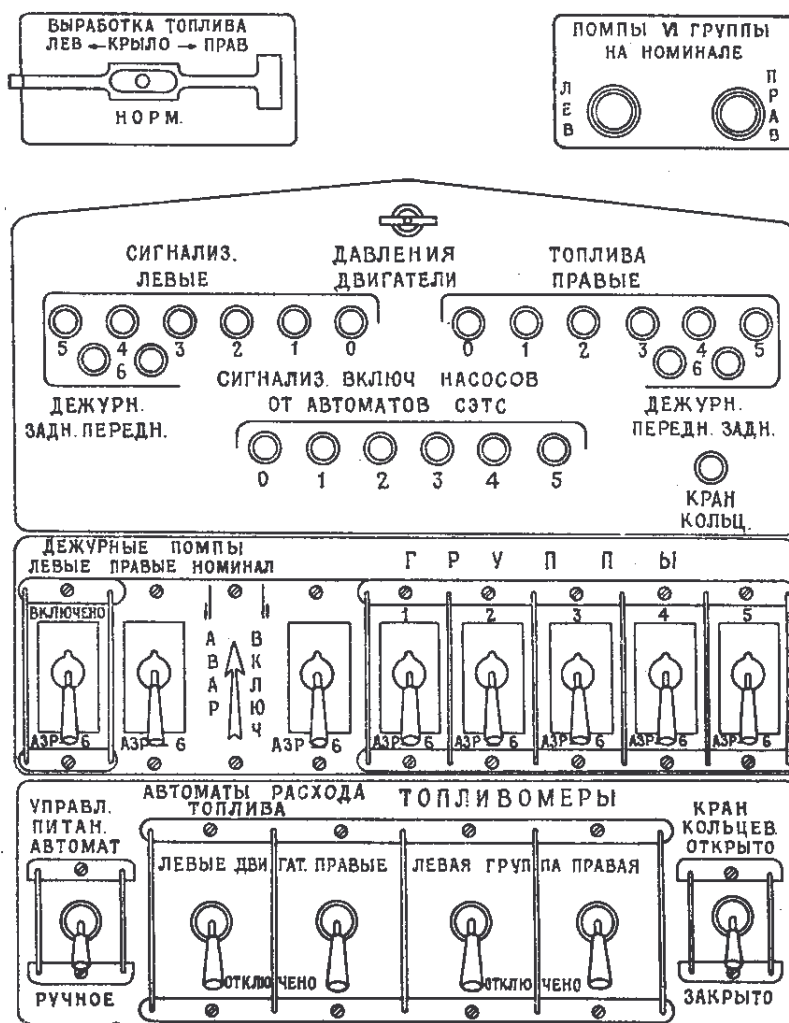 ВЫРАБОТКА ТОПЛИВА
ЛЕВ ←КРЫЛО→ ПРАВ
НОРМ.
ПОМПЫ VI ГРУППЫ
НА НОМИНАЛЕ
ЛЕВ
ПРАВ
СИГНАЛИЗ. ДАВЛЕНИЯ ТОПЛИВА
ЛЕВЫЕ ДВИГАТЕЛИ ПРАВЫЕ
5 4 3 2 1 0 0 1 2 3 4 5
6 6
СИГНАЛИЗ. ВКЛЮЧ НАСОСОВ
ОТ АВТОМАТОВ СЭТС
ДЕЖУРН.
ЗАДН. ПЕРЕДН.
ДЕЖУРН.
ПЕРЕДН. ЗАДН.
0 1 2 3 4 5
КРАН
КОЛЬЦ.
ДЕЖУРНЫЕ ПОМПЫ
ЛЕВЫЕ ПРАВЫЕ НОМИНАЛ
ГРУППЫ
ВКЛЮЧЕНО
АВАР
ВКЛЮЧ
1 2 3 4 5
АЗР 6 АЗР 6 АЗР 6 АЗР 6 АЗР 6 АЗР 6 АЗР 6 АЗР 6
УПРАВЛ.
ПИТАН.
АВТОМАТ
РУЧНОЕ
АВТОМАТЫ РАСХОДА
ТОПЛИВА
ТОПЛИВОМЕРЫ
ЛЕВЫЕ ДВИГАТ. ПРАВЫЕ
ЛЕВАЯ ГРУППА ПРАВАЯ
ОТКЛЮЧЕНО
ОТКЛЮЧЕНО
КРАН
КОЛЬЦЕВ.
ОТКРЫТО
ЗАКРЫТО